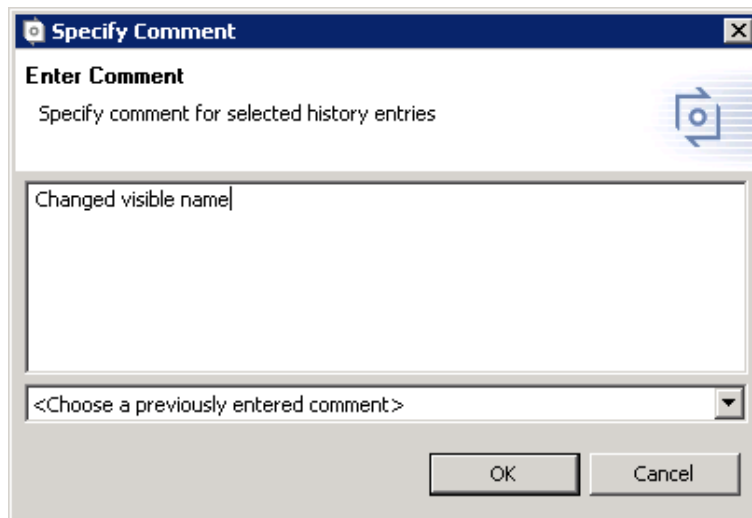 Specify Comment
Enter Comment
Specify comment for selected history entries
Changed visible name
<Choose a previously entered comment>
OK
Cancel